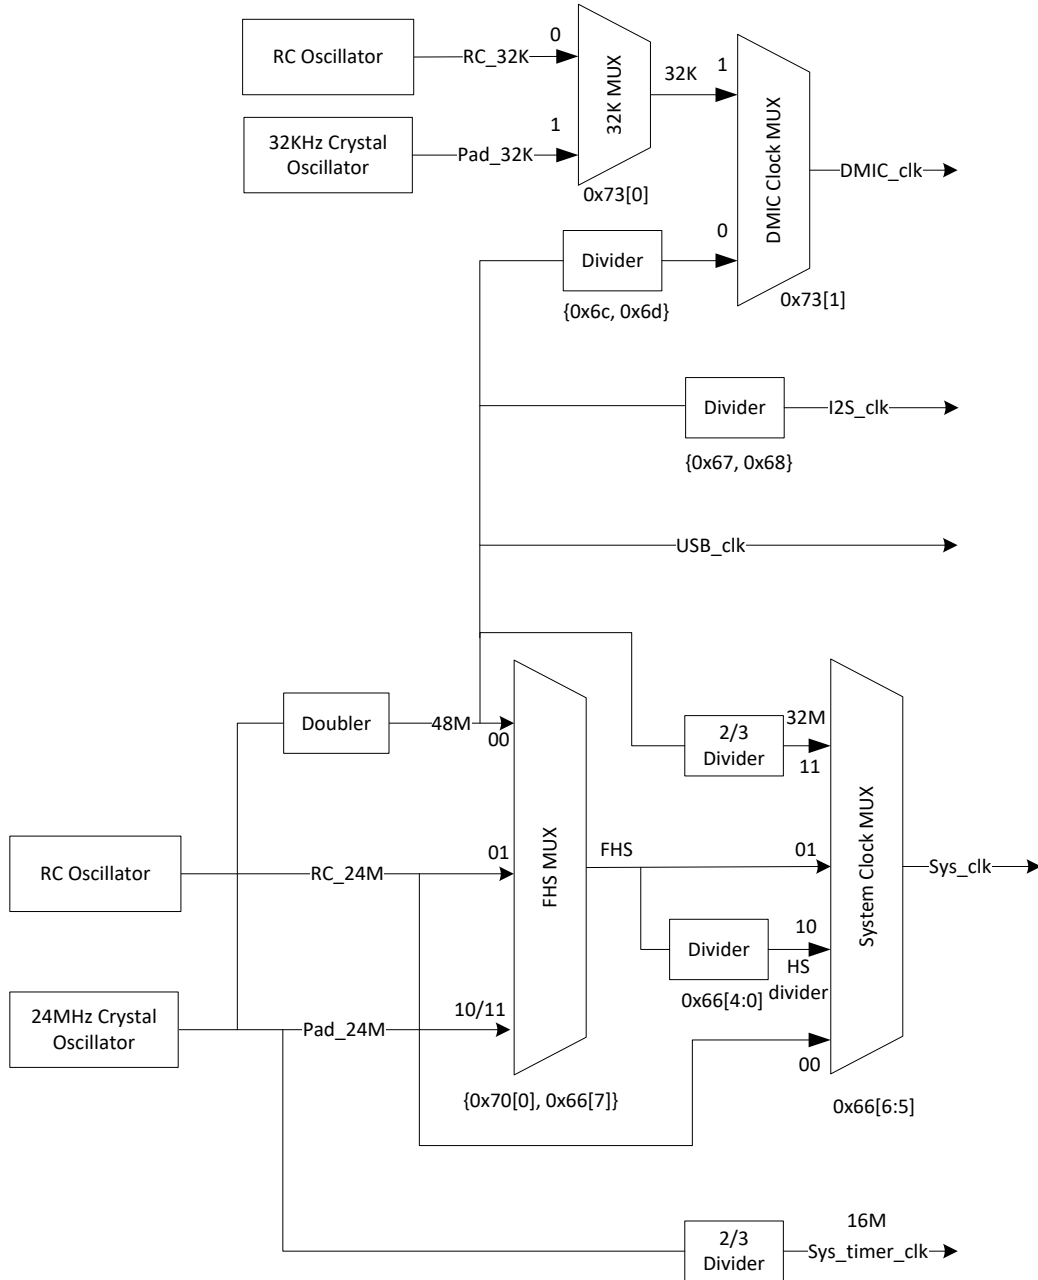 RC Oscillator
RC_32K
0
32KHz Crystal
Oscillator
Pad_32K
1
32K MUX
0x73[0]
32K
1
DMIC Clock MUX
DMIC_clk
0
Divider
{0x6c, 0x6d}
0x73[1]
Divider
I2S_clk
{0x67, 0x68}
USB_clk
Doubler
48M
00
2/3
Divider
32M
11
RC Oscillator
RC_24M
01
FHS MUX
FHS
01
System Clock MUX
Sys_clk
Divider
10
HS
divider
0x66[4:0]
24MHz Crystal
Oscillator
Pad_24M
10/11
00
{0x70[0], 0x66[7]}
0x66[6:5]
2/3
Divider
16M
Sys_timer_clk